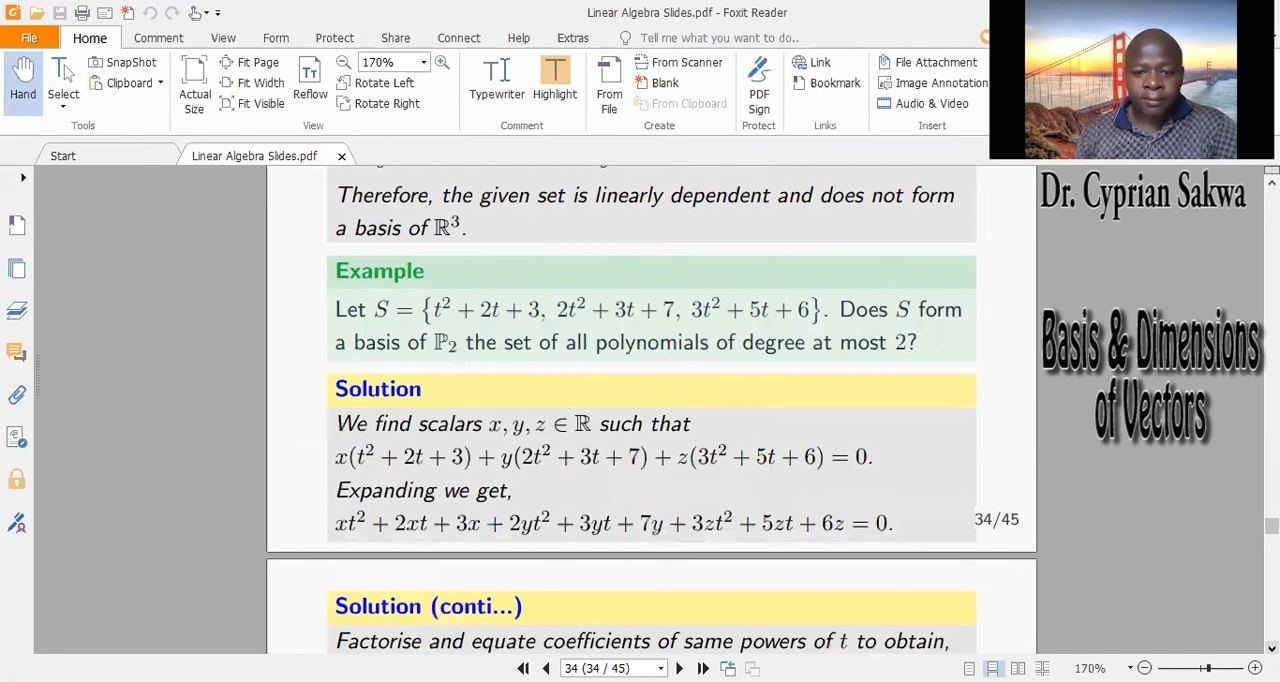 Linear Algebra Slides.pdf - Foxit Reader
File Home Comment View Form Protect Share Connect Help Extras Tell me what you want to do..
Hand
Select
SnapShot
Clipboard
Tools
Actual Size
Fit Page
Fit Width
Fit Visible
Reflow
170%
Rotate Left
Rotate Right
View
Typewriter
Highlight
Comment
From File
From Scanner
Blank
From Clipboard
Create
PDF Sign
Protect
Link
Bookmark
Links
File Attachment
Image Annotation
Audio & Video
Insert
Start
Linear Algebra Slides.pdf x
Therefore, the given set is linearly dependent and does not form
a basis of ℝ³.
Example
Let S = {t² + 2t + 3, 2t² + 3t + 7, 3t² + 5t + 6}. Does S form
a basis of ℙ₂ the set of all polynomials of degree at most 2?
Solution
We find scalars x, y, z ∈ ℝ such that
x(t² + 2t + 3) + y(2t² + 3t + 7) + z(3t² + 5t + 6) = 0.
Expanding we get,
xt² + 2xt + 3x + 2yt² + 3yt + 7y + 3zt² + 5zt + 6z = 0.
34/45
Solution (conti...)
Factorise and equate coefficients of same powers of t to obtain,
Dr. Cyprian Sakwa
Basis & Dimensions
of Vectors
34 (34 / 45)
170%